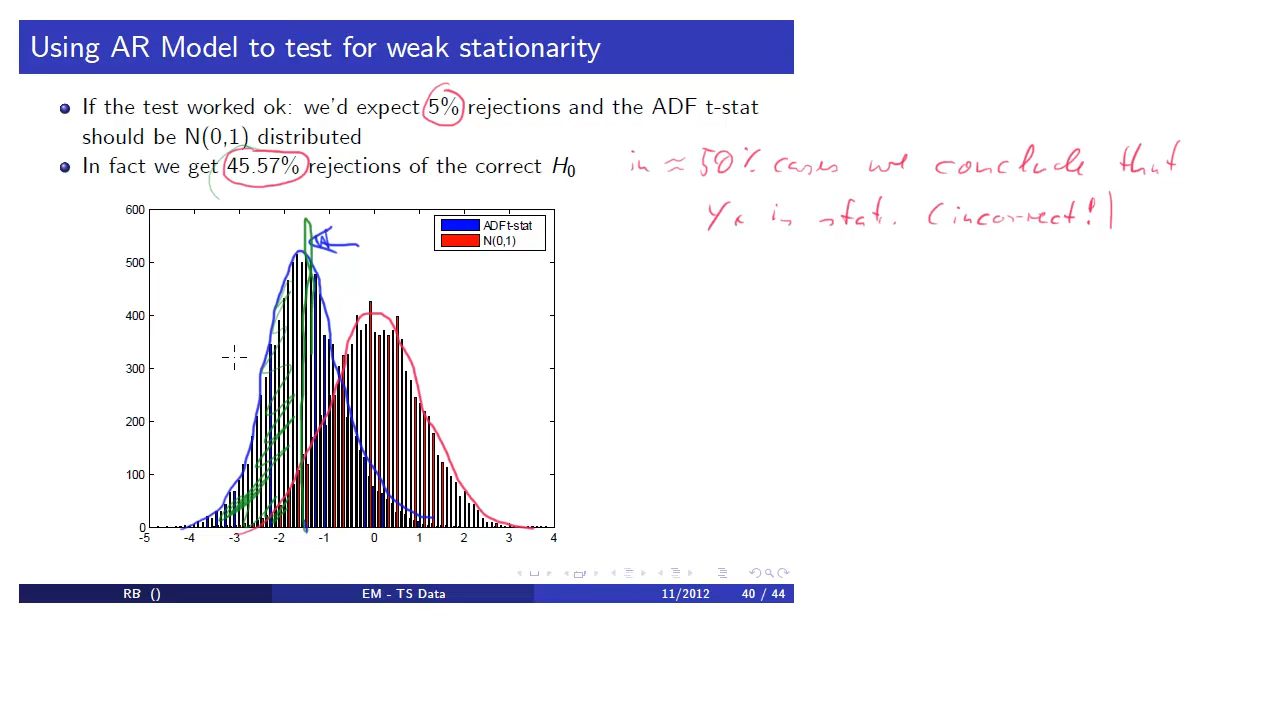 Using AR Model to test for weak stationarity
If the test worked ok: we'd expect 5% rejections and the ADF t-stat
should be N(0,1) distributed
In fact we get 45.57% rejections of the correct H0
in ≈ 50% cases we conclude that
is stat. (incorrect!)
600
500
400
300
200
100
0
-5 -4 -3 -2 -1 0 1 2 3 4
ADFt-stat
N(0,1)
RB () EM - TS Data 11/2012 40 / 44